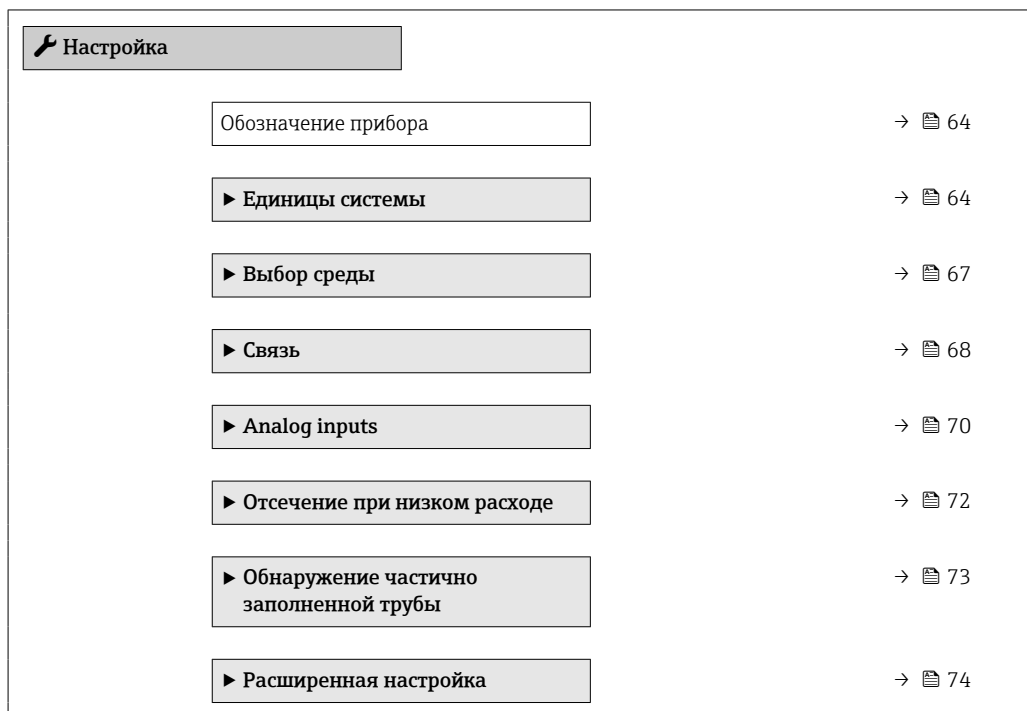 Настройка
Обозначение прибора → 64
▶ Единицы системы → 64
▶ Выбор среды → 67
▶ Связь → 68
▶ Analog inputs → 70
▶ Отсечение при низком расходе → 72
▶ Обнаружение частично → 73
заполненной трубы
▶ Расширенная настройка → 74